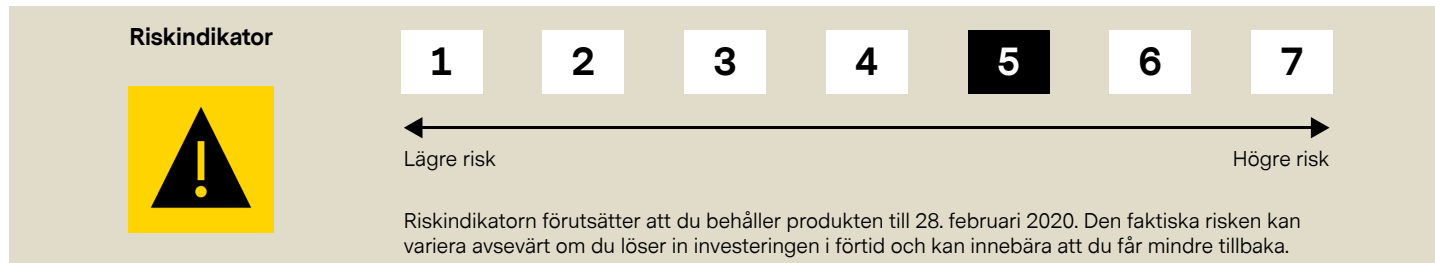 Riskindikator
1 2 3 4 5 6 7
Lägre risk Högre risk
Riskindikatorn förutsätter att du behåller produkten till 28. februari 2020. Den faktiska risken kan
variera avsevärt om du löser in investeringen i förtid och kan innebära att du får mindre tillbaka.